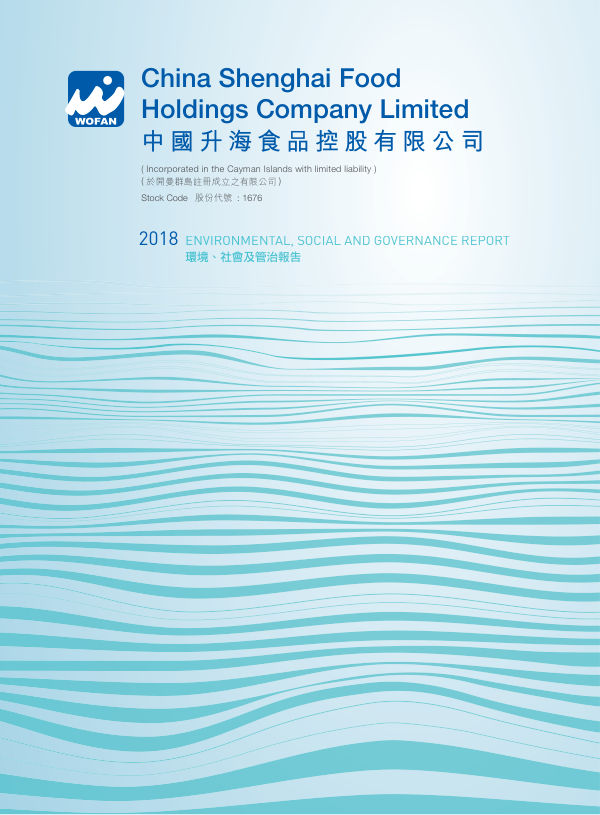 WOFAN
China Shenghai Food
Holdings Company Limited
中國升海食品控股有限公司
( Incorporated in the Cayman Islands with limited liability )
( 於開曼群島註冊成立之有限公司 )
Stock Code 股份代號 : 1676
2018 ENVIRONMENTAL, SOCIAL AND GOVERNANCE REPORT
環境、社會及管治報告